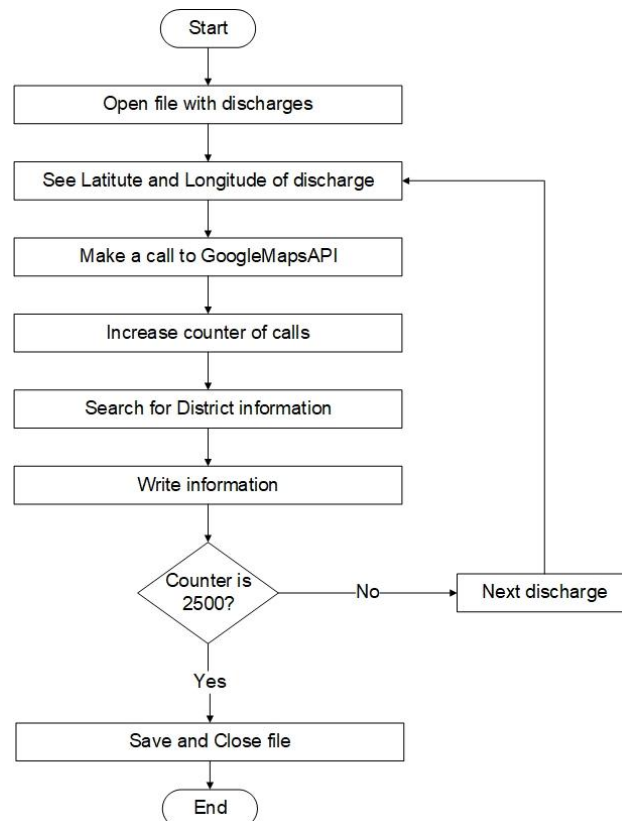 Start
Open file with discharges
See Latitute and Longitude of discharge
Make a call to GoogleMapsAPI
Increase counter of calls
Search for District information
Write information
Counter is
2500?
No
Next discharge
Yes
Save and Close file
End